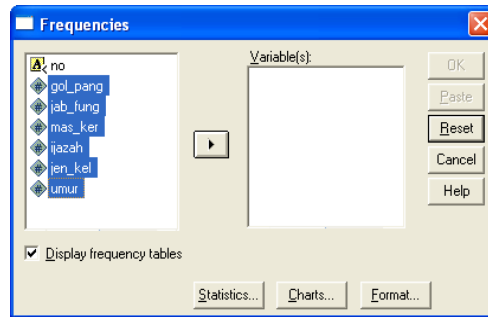 Frequencies
no
gol_pang
jab_fung
mas_ker
ijazah
jen_kel
umur
Variable(s):
OK
Paste
Reset
Cancel
Help
Display frequency tables
Statistics...
Charts...
Format...